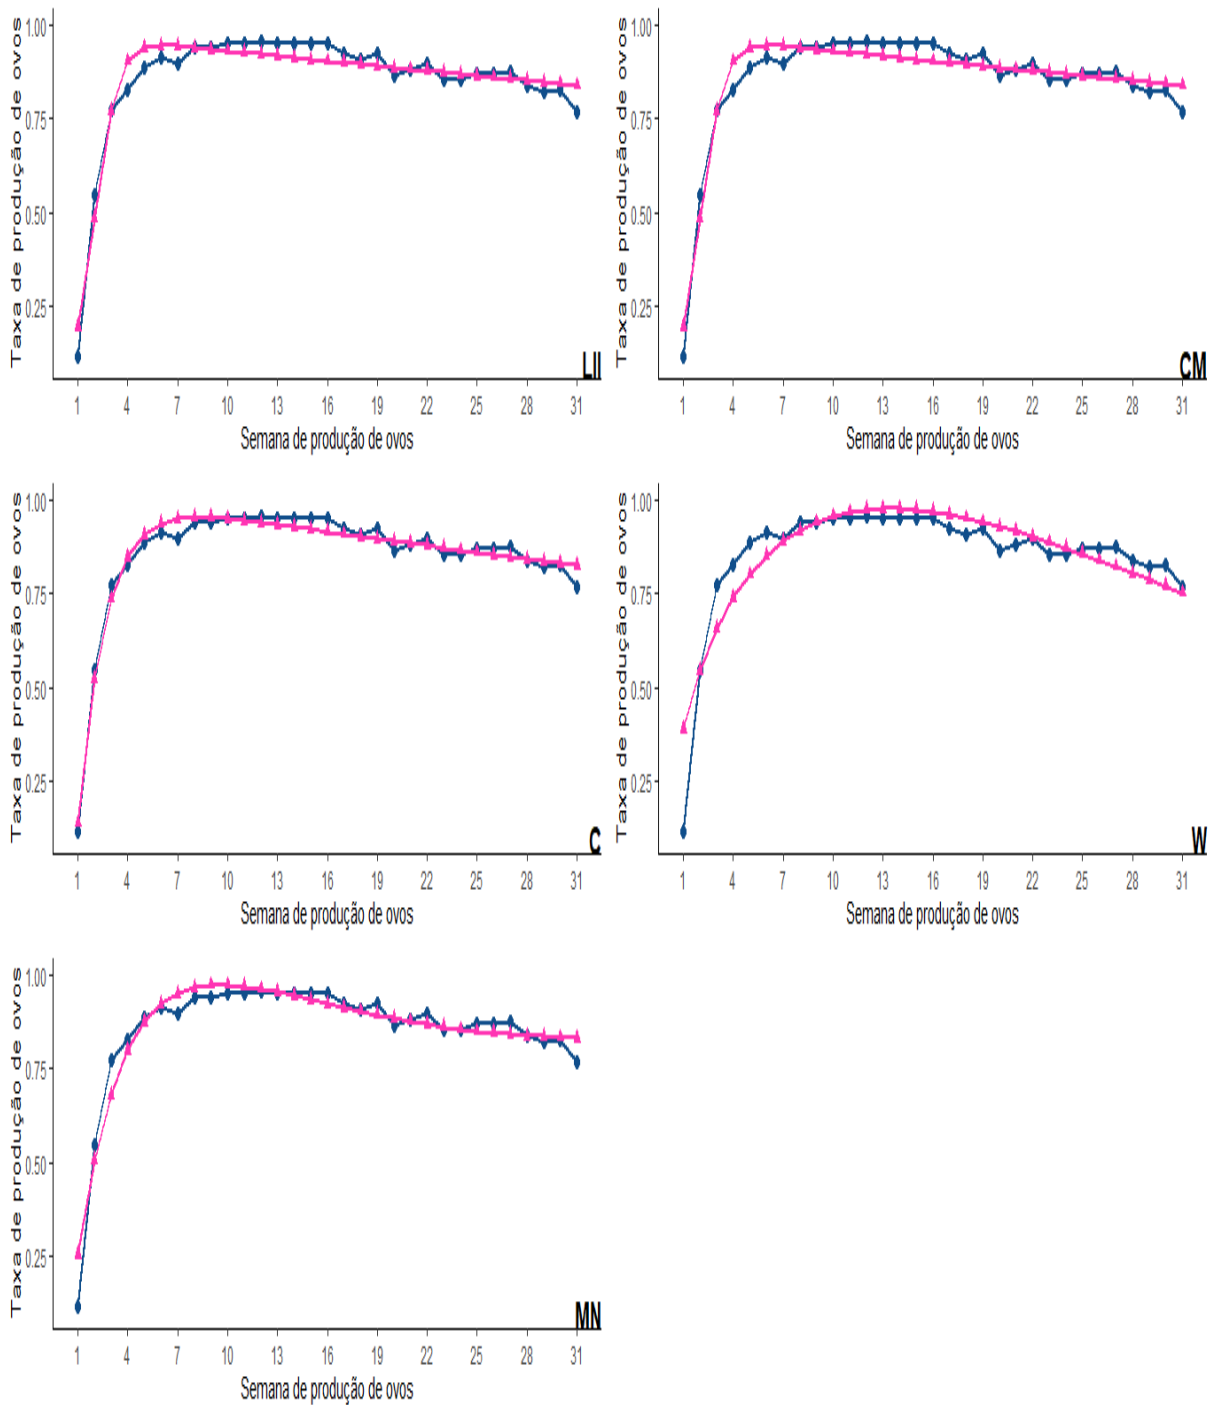 Taxa de produção de ovos
1.00
0.75
0.50
0.25
LII
1 4 7 10 13 16 19 22 25 28 31
Semana de produção de ovos
Taxa de produção de ovos
1.00
0.75
0.50
0.25
CM
1 4 7 10 13 16 19 22 25 28 31
Semana de produção de ovos
Taxa de produção de ovos
1.00
0.75
0.50
0.25
C
1 4 7 10 13 16 19 22 25 28 31
Semana de produção de ovos
Taxa de produção de ovos
1.00
0.75
0.50
0.25
W
1 4 7 10 13 16 19 22 25 28 31
Semana de produção de ovos
Taxa de produção de ovos
1.00
0.75
0.50
0.25
MN
1 4 7 10 13 16 19 22 25 28 31
Semana de produção de ovos